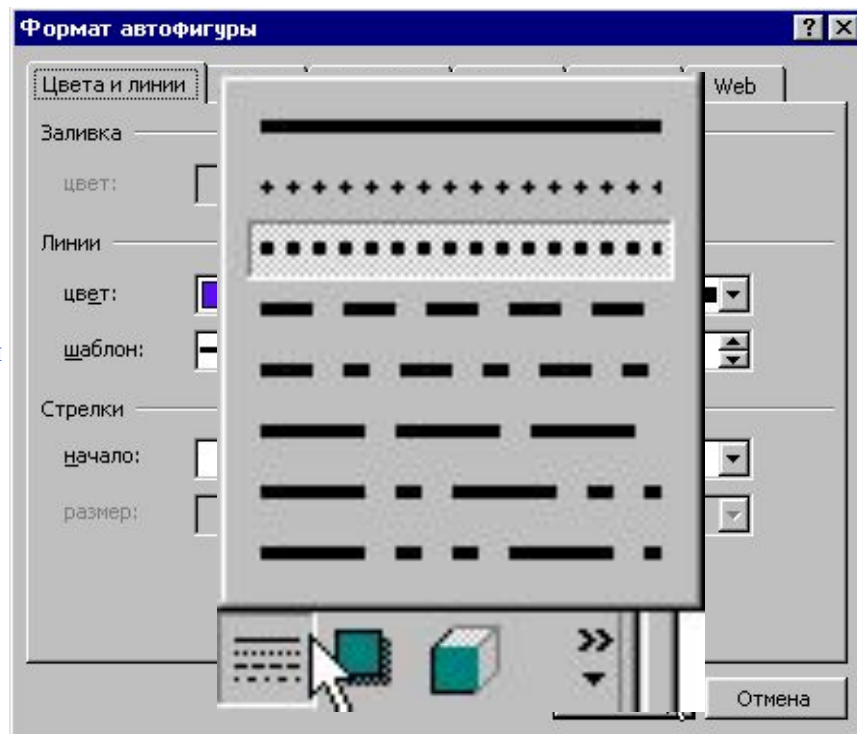 Формат автофигуры
Цвета и линии
Web
Заливка
цвет:
Линии
цвет:
шаблон:
Стрелки
начало:
размер:
Отмена